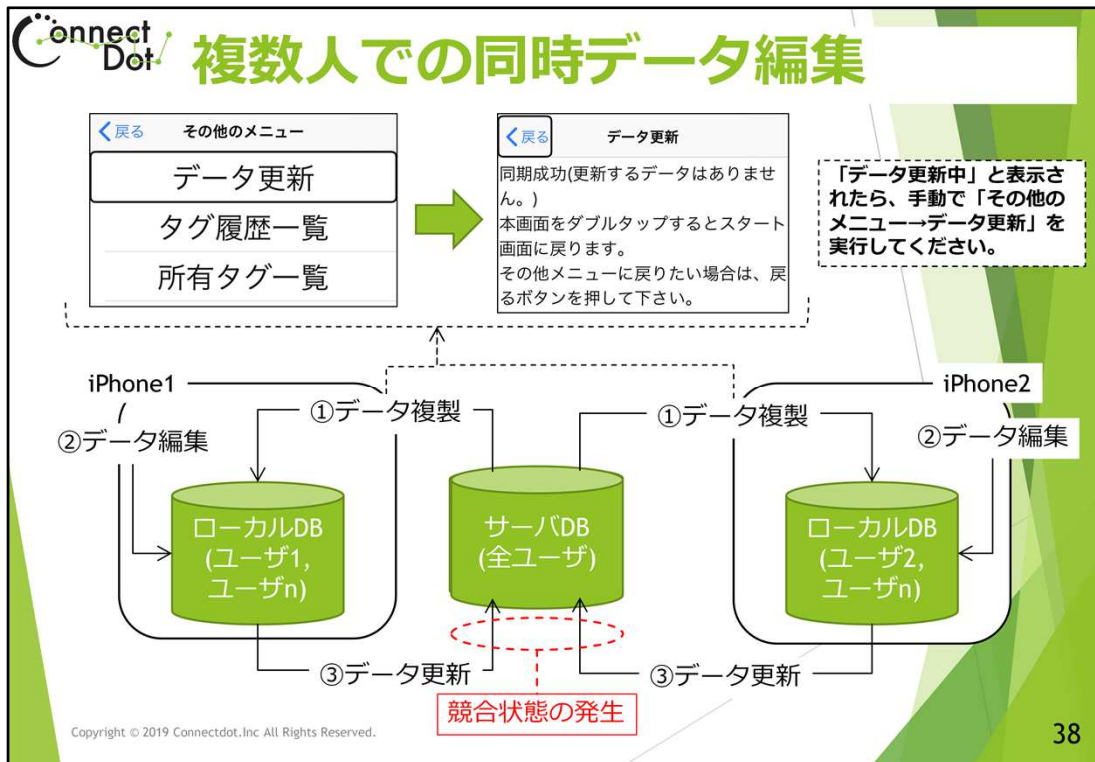 Connect
Dot
複数人での同時データ編集
戻る
その他のメニュー
データ更新
タグ履歴一覧
所有タグ一覧
戻る
データ更新
同期成功(更新するデータはありませ
ん。)
本画面をダブルタップするとスタート
画面に戻ります。
その他メニューに戻りたい場合は、戻
るボタンを押して下さい。
「データ更新中」と表示さ
れたら、手動で「その他の
メニュー→データ更新」を
実行してください。
iPhone1
①データ複製
②データ編集
ローカルDB
(ユーザ1,
ユーザn)
サーバDB
(全ユーザ)
iPhone2
①データ複製
②データ編集
ローカルDB
(ユーザ2,
ユーザn)
③データ更新
③データ更新
競合状態の発生
Copyright © 2019 Connectdot.Inc All Rights Reserved.
38